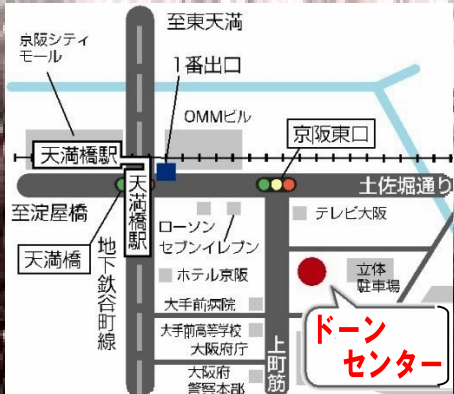 至東天満
京阪シティ
モール
1番出口
OMMビル
天満橋駅
京阪東口
土佐堀通り
至淀屋橋
天満橋駅
天満橋
地下鉄谷町線
ローソン
セブンイレブン
テレビ大阪
ホテル京阪
立体
駐車場
大手前病院
大手前高等学校
大阪府庁
上町筋
ドーン
センター
大阪府
警察本部